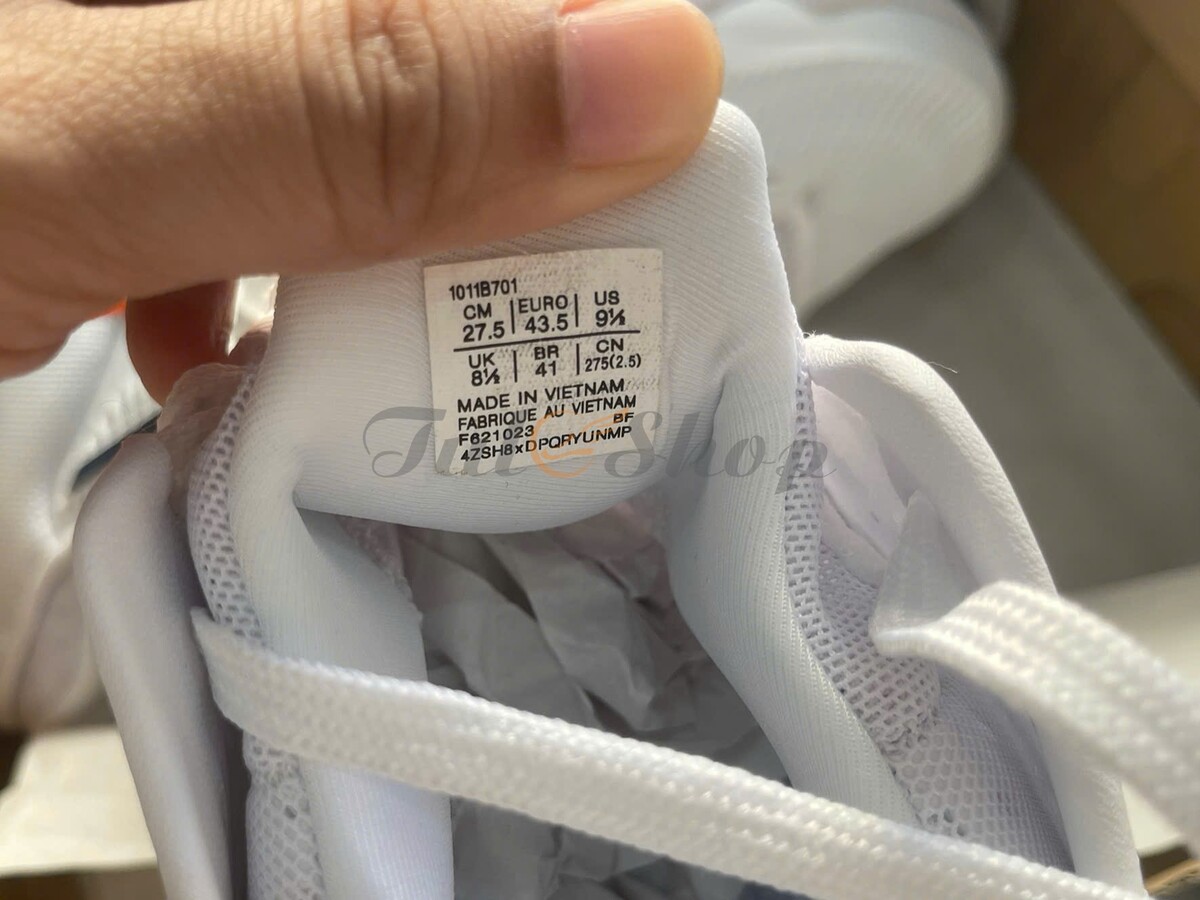 1011B701
CM EURO US
27.5 43.5 9½
UK BR CN
8½ 41 275(2.5)
MADE IN VIETNAM
FABRIQUE AU VIETNAM
F621023 BF
4ZSH8xDPQRYUNMP
Shop